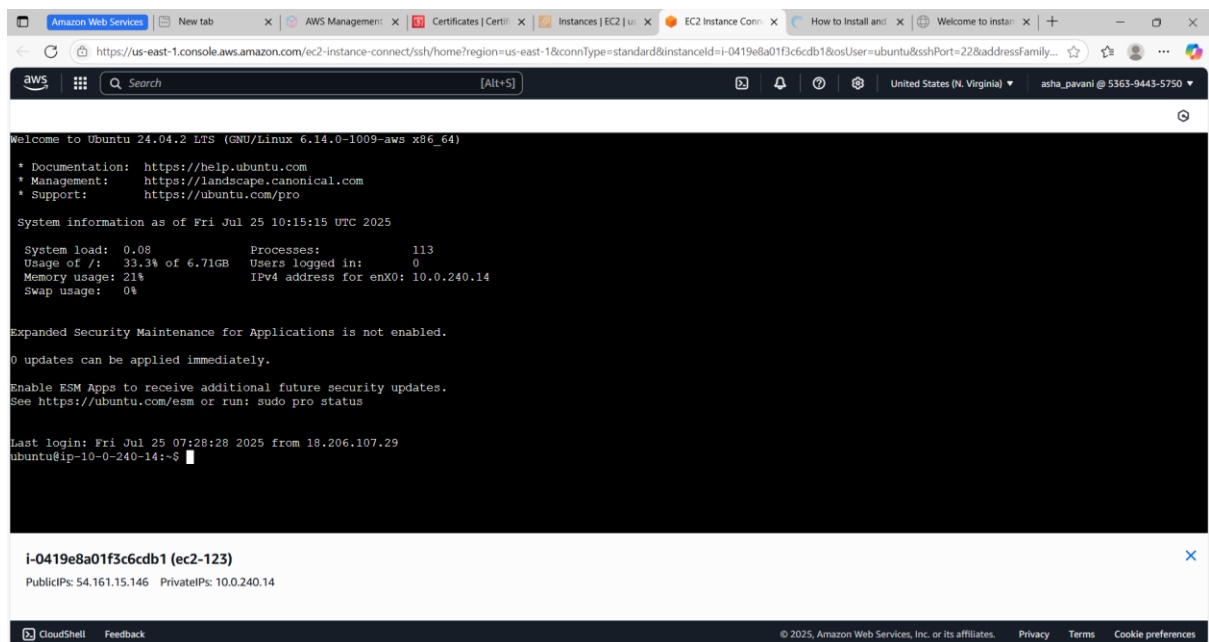 Amazon Web Services New tab AWS Management Certificates | Certifi Instances | EC2 | us EC2 Instance Conn How to Install and Welcome to instan
https://us-east-1.console.aws.amazon.com/ec2-instance-connect/ssh/home?region=us-east-1&connType=standard&instanceId=i-0419e8a01f3c6cdb1&osUser=ubuntu&sshPort=22&addressFamily...
aws Search [Alt+S] United States (N. Virginia) asha_pavani @ 5363-9443-5750
Welcome to Ubuntu 24.04.2 LTS (GNU/Linux 6.14.0-1009-aws x86_64)
* Documentation: https://help.ubuntu.com
* Management: https://landscape.canonical.com
* Support: https://ubuntu.com/pro
System information as of Fri Jul 25 10:15:15 UTC 2025
System load: 0.08 Processes: 113
Usage of /: 33.3% of 6.71GB Users logged in: 0
Memory usage: 21% IPv4 address for enX0: 10.0.240.14
Swap usage: 0%
Expanded Security Maintenance for Applications is not enabled.
0 updates can be applied immediately.
Enable ESM Apps to receive additional future security updates.
See https://ubuntu.com/esm or run: sudo pro status
Last login: Fri Jul 25 07:28:28 2025 from 18.206.107.29
ubuntu@ip-10-0-240-14:~$
i-0419e8a01f3c6cdb1 (ec2-123)
PublicIPs: 54.161.15.146 PrivateIPs: 10.0.240.14
CloudShell Feedback © 2025, Amazon Web Services, Inc. or its affiliates. Privacy Terms Cookie preferences